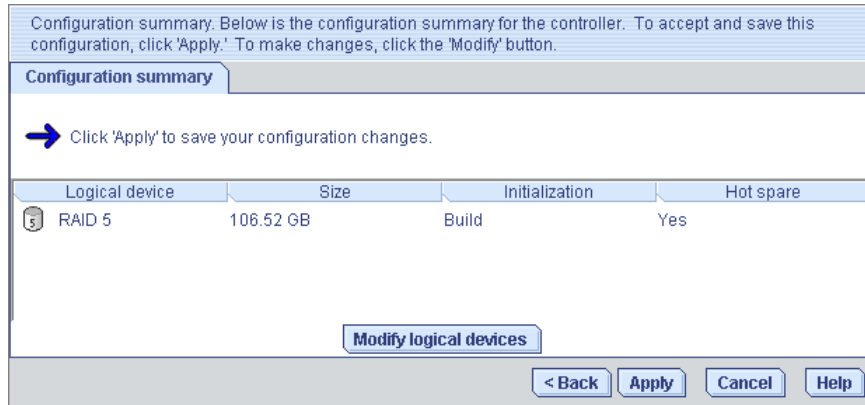 Configuration summary. Below is the configuration summary for the controller. To accept and save this
configuration, click 'Apply.' To make changes, click the 'Modify' button.
Configuration summary
Click 'Apply' to save your configuration changes.
Logical device Size Initialization Hot spare
5 RAID 5 106.52 GB Build Yes
Modify logical devices
< Back Apply Cancel Help